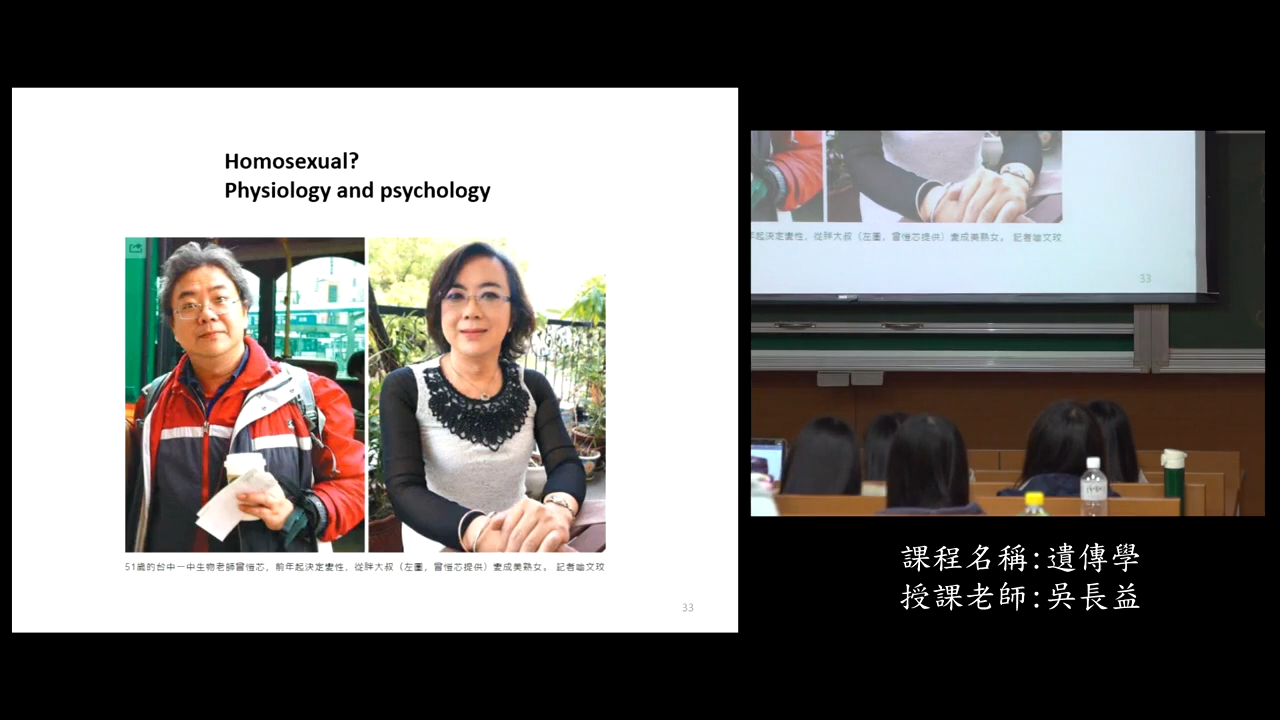 Homosexual?
Physiology and psychology
51歲的台中一中生物老師曾愷芯，前年起決定變性，從胖大叔（左圖，曾愷芯提供）變成美熟女。 記者喻文玟
33
年起決定變性，從胖大叔（左圖，曾愷芯提供）變成美熟女。 記者喻文玟
33
課程名稱:遺傳學
授課老師:吳長益